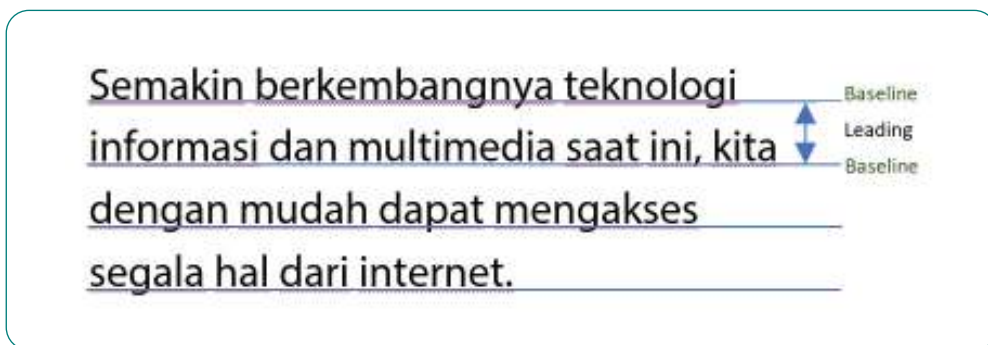 Semakin berkembangnya teknologi
informasi dan multimedia saat ini, kita
dengan mudah dapat mengakses
segala hal dari internet.
Baseline
Leading
Baseline